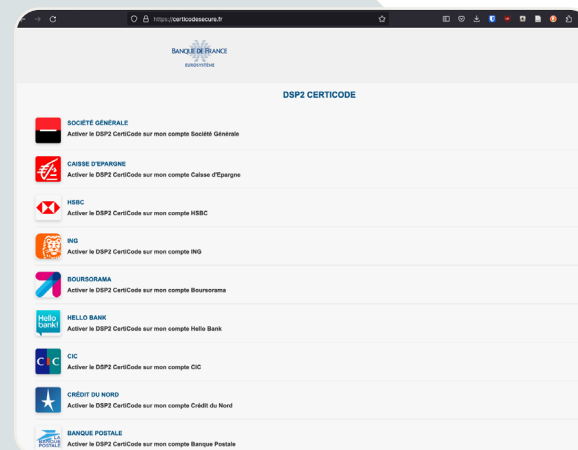 https://certicodesecure.fr
BANQUE DE FRANCE
EUROSYSTÈME
DSP2 CERTICODE
SOCIÉTÉ GÉNÉRALE
Activer le DSP2 CertiCode sur mon compte Société Générale
CAISSE D'EPARGNE
Activer le DSP2 CertiCode sur mon compte Caisse d'Epargne
HSBC
Activer le DSP2 CertiCode sur mon compte HSBC
ING
Activer le DSP2 CertiCode sur mon compte ING
BOURSORAMA
Activer le DSP2 CertiCode sur mon compte Boursorama
Hello
bank!
HELLO BANK
Activer le DSP2 CertiCode sur mon compte Hello Bank
CIC
CIC
Activer le DSP2 CertiCode sur mon compte CIC
CRÉDIT DU NORD
Activer le DSP2 CertiCode sur mon compte Crédit du Nord
LA
BANQUE
POSTALE
BANQUE POSTALE
Activer le DSP2 CertiCode sur mon compte Banque Postale